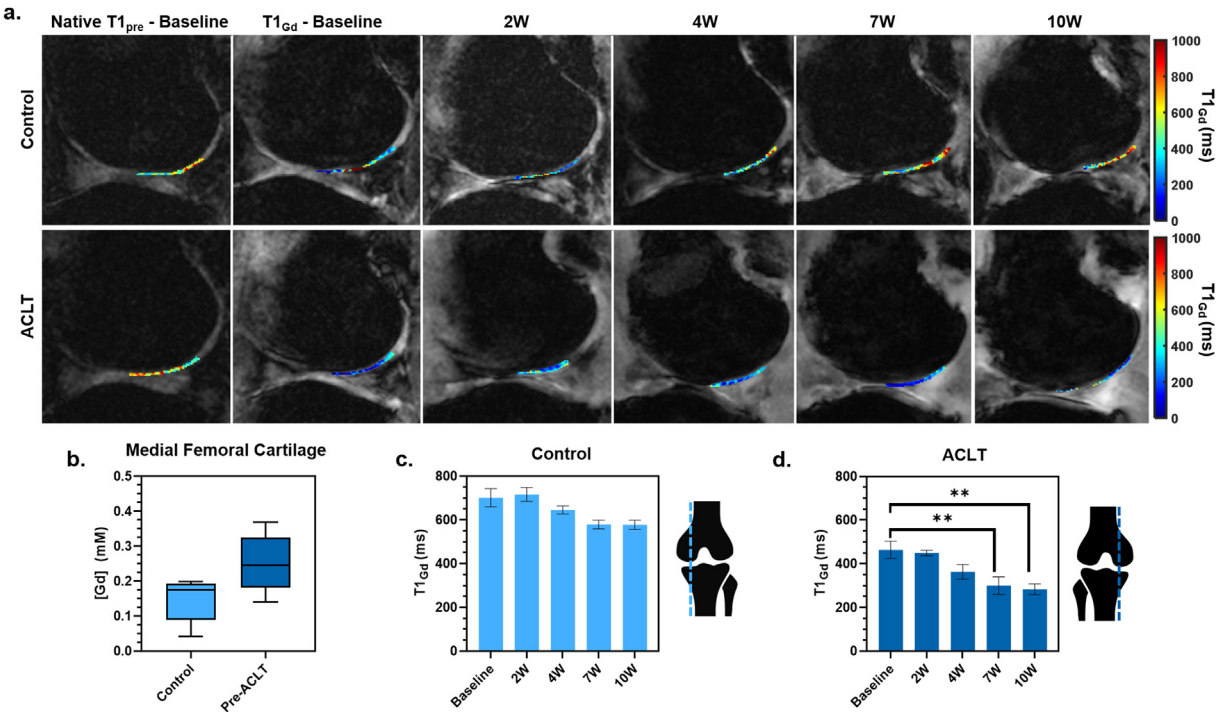 a.
Native T1pre - Baseline
T1Gd - Baseline
2W
4W
7W
10W
Control
1000
800
600
400
200
0
T1Gd (ms)
ACLT
1000
800
600
400
200
0
T1Gd (ms)
b.
Medial Femoral Cartilage
[Gd] (mM)
0.5
0.4
0.3
0.2
0.1
0.0
Control
Pre-ACLT
c.
Control
T1Gd (ms)
800
600
400
200
0
Baseline
2W
4W
7W
10W
d.
ACLT
T1Gd (ms)
800
600
400
200
0
**
**
Baseline
2W
4W
7W
10W